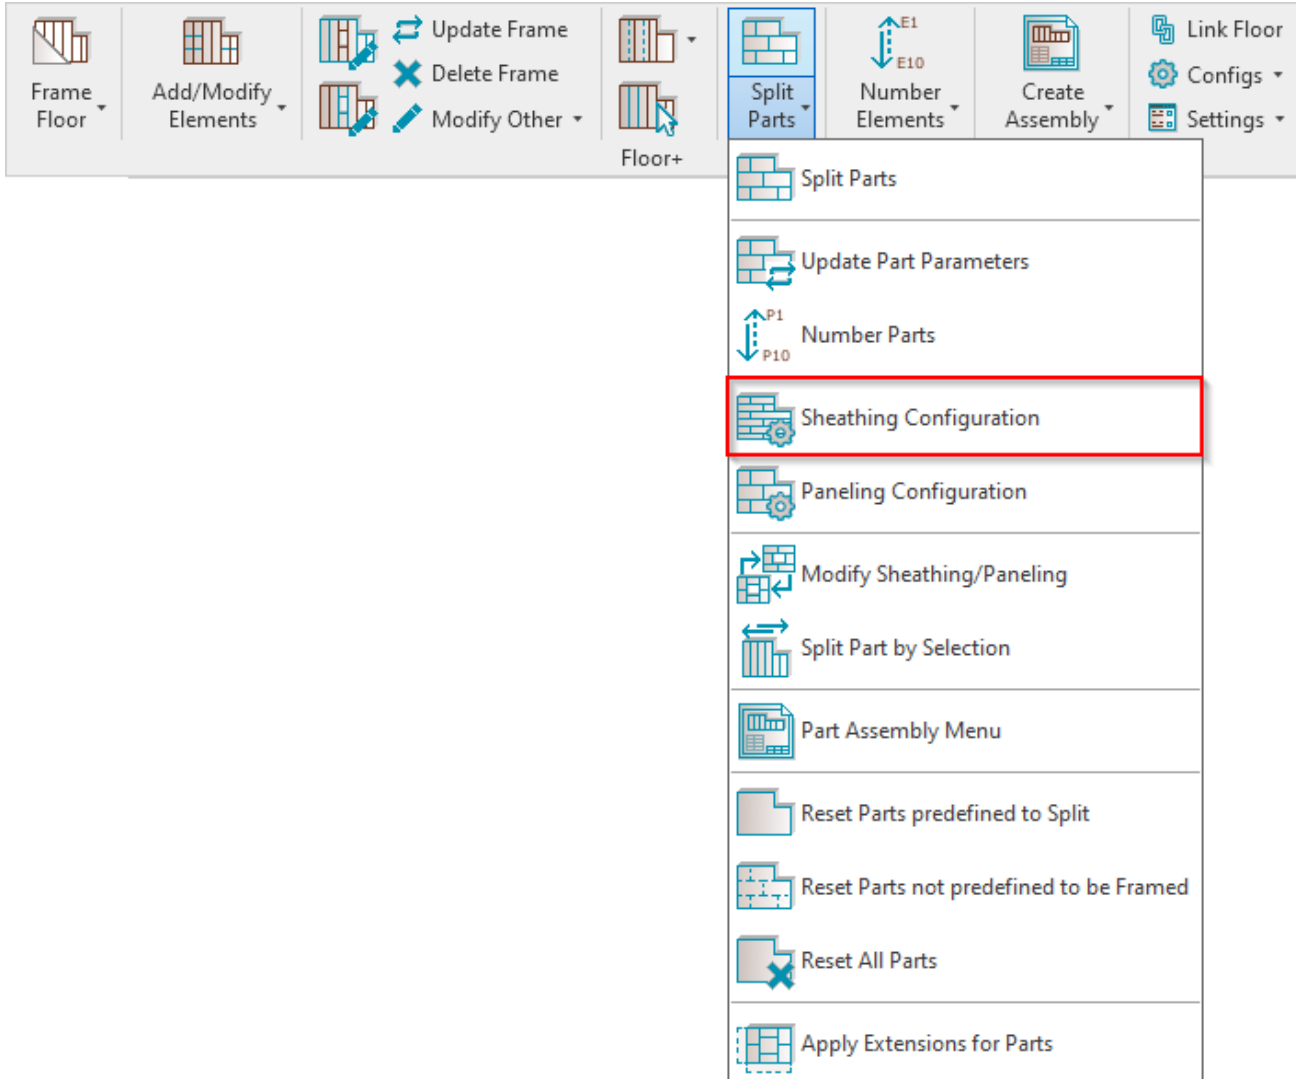 Frame
Floor
Add/Modify
Elements
Update Frame
Delete Frame
Modify Other
Floor+
Split
Parts
E1
E10
Number
Elements
Create
Assembly
Link Floor
Configs
Settings
Split Parts
Update Part Parameters
P1
P10
Number Parts
Sheathing Configuration
Paneling Configuration
Modify Sheathing/Paneling
Split Part by Selection
Part Assembly Menu
Reset Parts predefined to Split
Reset Parts not predefined to be Framed
Reset All Parts
Apply Extensions for Parts